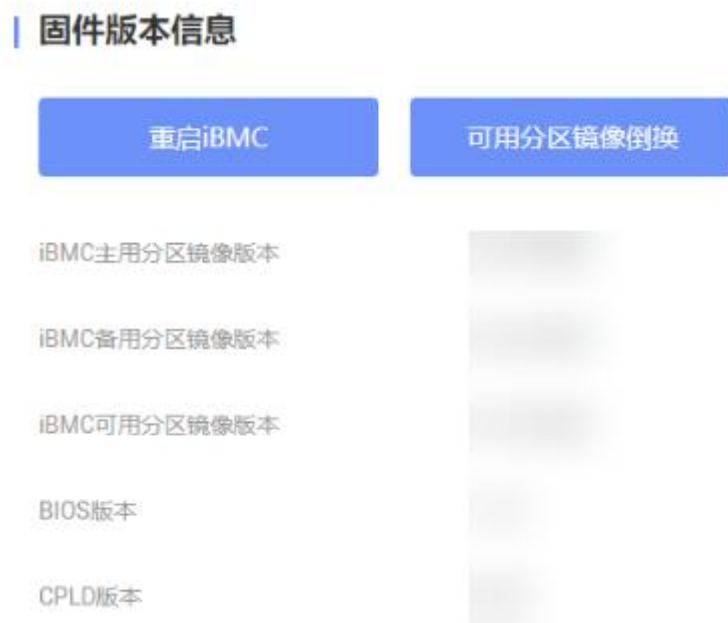 固件版本信息
重启iBMC
可用分区镜像倒换
iBMC主用分区镜像版本
iBMC备用分区镜像版本
iBMC可用分区镜像版本
BIOS版本
CPLD版本